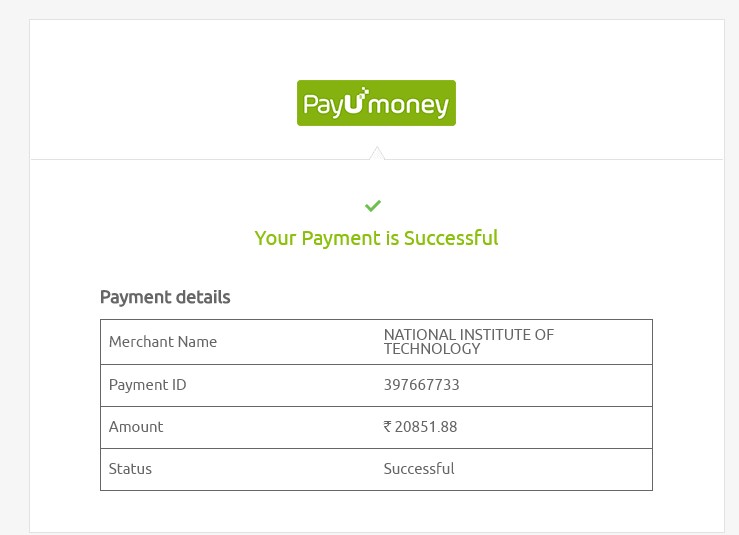 PayUmoney
Your Payment is Successful
Payment details
Merchant Name
NATIONAL INSTITUTE OF
TECHNOLOGY
Payment ID
397667733
Amount
₹ 20851.88
Status
Successful